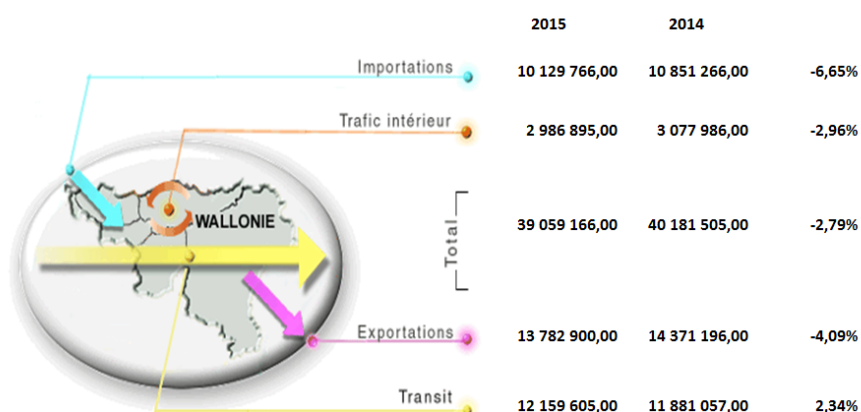 2015 2014
Importations 10 129 766,00 10 851 266,00 -6,65%
Trafic intérieur 2 986 895,00 3 077 986,00 -2,96%
WALLONIE
Total 39 059 166,00 40 181 505,00 -2,79%
Exportations 13 782 900,00 14 371 196,00 -4,09%
Transit 12 159 605,00 11 881 057,00 2,34%